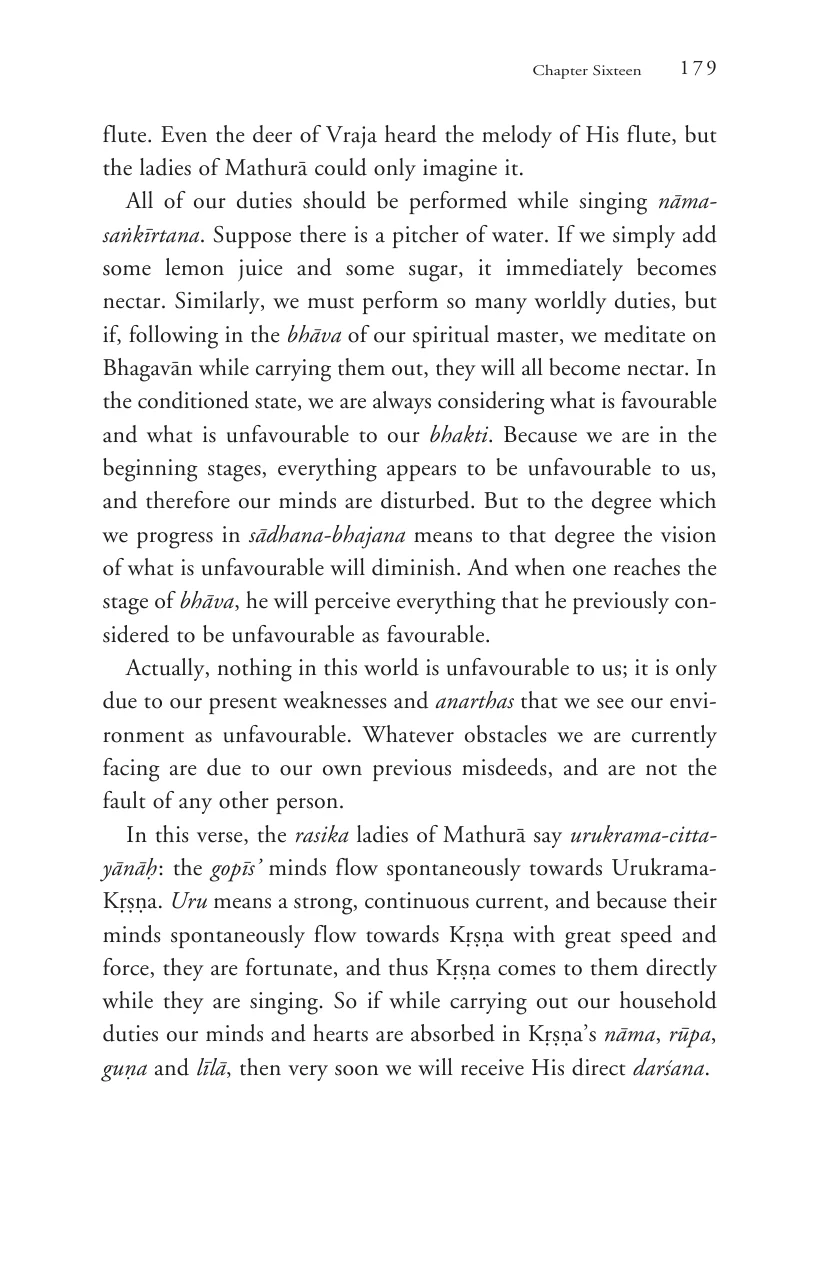 Chapter Sixteen 179
flute. Even the deer of Vraja heard the melody of His flute, but
the ladies of Mathurā could only imagine it.
All of our duties should be performed while singing nāma-
saṅkīrtana. Suppose there is a pitcher of water. If we simply add
some lemon juice and some sugar, it immediately becomes
nectar. Similarly, we must perform so many worldly duties, but
if, following in the bhāva of our spiritual master, we meditate on
Bhagavān while carrying them out, they will all become nectar. In
the conditioned state, we are always considering what is favourable
and what is unfavourable to our bhakti. Because we are in the
beginning stages, everything appears to be unfavourable to us,
and therefore our minds are disturbed. But to the degree which
we progress in sādhana-bhajana means to that degree the vision
of what is unfavourable will diminish. And when one reaches the
stage of bhāva, he will perceive everything that he previously con-
sidered to be unfavourable as favourable.
Actually, nothing in this world is unfavourable to us; it is only
due to our present weaknesses and anarthas that we see our envi-
ronment as unfavourable. Whatever obstacles we are currently
facing are due to our own previous misdeeds, and are not the
fault of any other person.
In this verse, the rasika ladies of Mathurā say urukrama-citta-
yānāḥ: the gopīs’ minds flow spontaneously towards Urukrama-
Kṛṣṇa. Uru means a strong, continuous current, and because their
minds spontaneously flow towards Kṛṣṇa with great speed and
force, they are fortunate, and thus Kṛṣṇa comes to them directly
while they are singing. So if while carrying out our household
duties our minds and hearts are absorbed in Kṛṣṇa’s nāma, rūpa,
guṇa and līlā, then very soon we will receive His direct darśana.